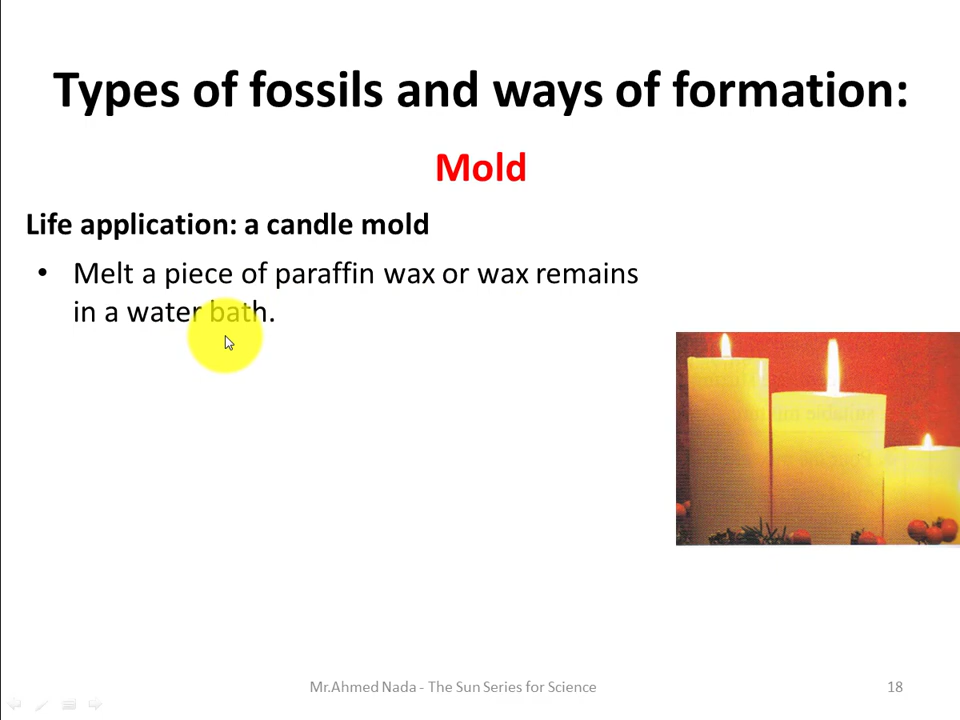 Types of fossils and ways of formation:
Mold
Life application: a candle mold
• Melt a piece of paraffin wax or wax remains
in a water bath.
Mr.Ahmed Nada - The Sun Series for Science
18